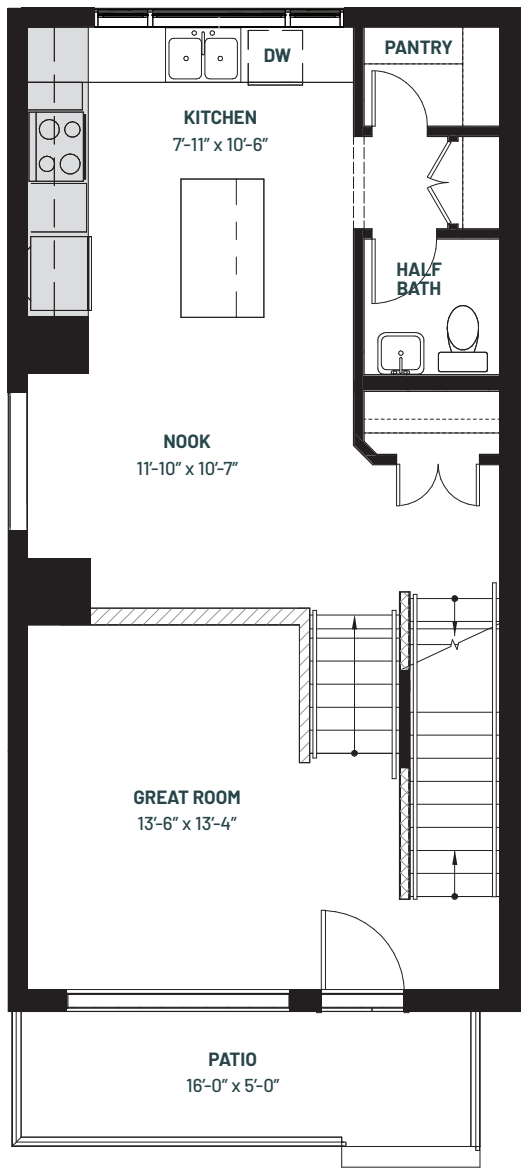 PANTRY
DW
KITCHEN
7'-11" x 10'-6"
HALF
BATH
NOOK
11'-10" x 10'-7"
GREAT ROOM
13'-6" x 13'-4"
PATIO
16'-0" x 5'-0"